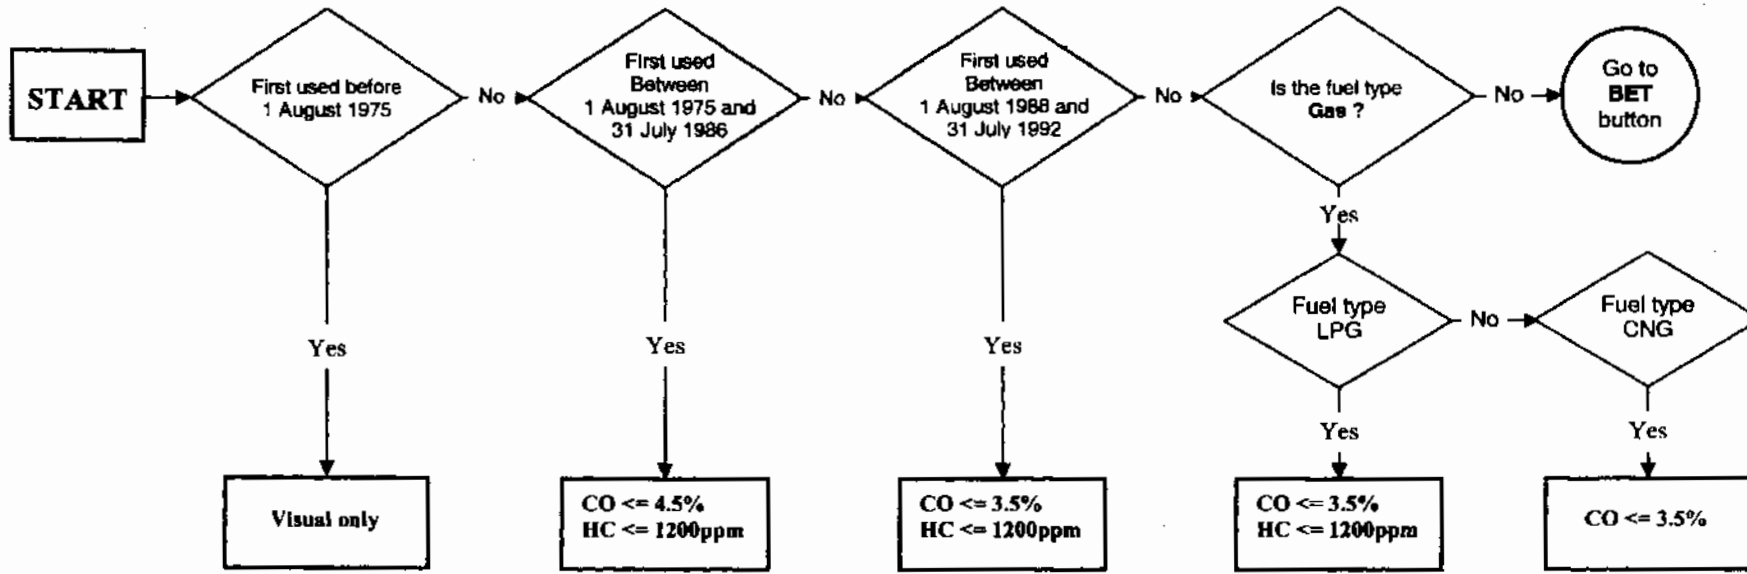 START
First used before
1 August 1975
No
First used
Between
1 August 1975 and
31 July 1986
No
First used
Between
1 August 1988 and
31 July 1992
No
Is the fuel type
Gas ?
No
Go to
BET
button
Yes
Fuel type
LPG
No
Fuel type
CNG
Yes
Yes
Yes
Yes
Yes
Visual only
CO <= 4.5%
HC <= 1200ppm
CO <= 3.5%
HC <= 1200ppm
CO <= 3.5%
HC <= 1200ppm
CO <= 3.5%